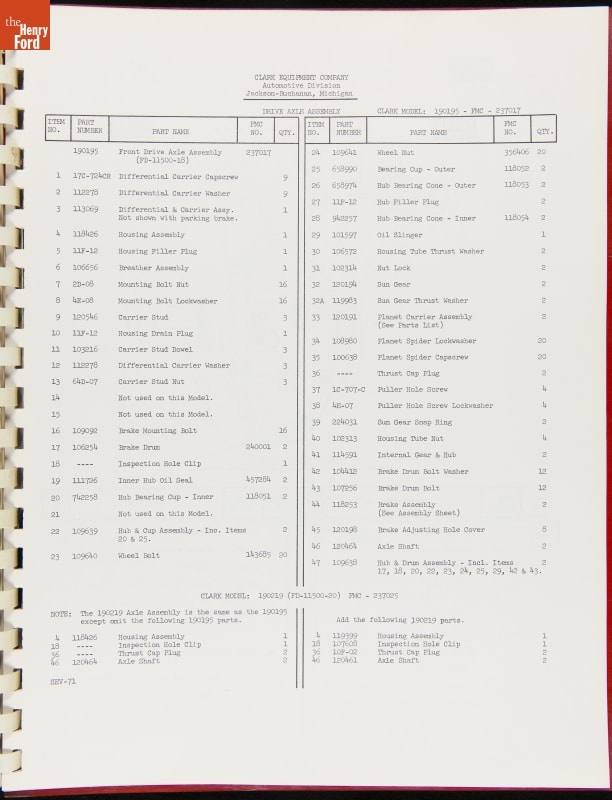 the
Henry
Ford
CLARK EQUIPMENT COMPANY
Automotive Division
Jackson-Buchanan, Michigan
DRIVE AXLE ASSEMBLY CLARK MODEL: 190195 - FMC - 237017
ITEM NO. PART NUMBER PART NAME FMC NO. QTY.
190195 Front Drive Axle Assembly 237017
(FD-11500-18)
1 17C-724CR Differential Carrier Capscrew 9
2 112278 Differential Carrier Washer 9
3 113069 Differential & Carrier Assy. 1
Not shown with parking brake.
4 118426 Housing Assembly 1
5 11F-12 Housing Filler Plug 1
6 106656 Breather Assembly 1
7 2D-08 Mounting Bolt Nut 16
8 4E-08 Mounting Bolt Lockwasher 16
9 120546 Carrier Stud 3
10 11F-12 Housing Drain Plug 1
11 103216 Carrier Stud Dowel 3
12 112278 Differential Carrier Washer 3
13 64D-07 Carrier Stud Nut 3
14 Not used on this Model.
15 Not used on this Model.
16 109092 Brake Mounting Bolt 16
17 106254 Brake Drum 240001 2
18 ---- Inspection Hole Clip 1
19 111726 Inner Hub Oil Seal 457284 2
20 742258 Hub Bearing Cup - Inner 118051 2
21 Not used on this Model.
22 109639 Hub & Cup Assembly - Inc. Items 2
20 & 25.
23 109640 Wheel Bolt 143685 20
ITEM NO. PART NUMBER PART NAME FMC NO. QTY.
24 109641 Wheel Nut 356406 20
25 658990 Bearing Cup - Outer 118052 2
26 658974 Hub Bearing Cone - Outer 118053 2
27 11F-12 Hub Filler Plug 2
28 942257 Hub Bearing Cone - Inner 118054 2
29 101597 Oil Slinger 1
30 106572 Housing Tube Thrust Washer 2
31 102314 Nut Lock 2
32 120194 Sun Gear 2
32A 119983 Sun Gear Thrust Washer 2
33 120191 Planet Carrier Assembly 2
(See Parts List)
34 108980 Planet Spider Lockwasher 20
35 100638 Planet Spider Capscrew 20
36 ---- Thrust Cap Plug 2
37 1C-707-C Puller Hole Screw 4
38 4E-07 Puller Hole Screw Lockwasher 4
39 224031 Sun Gear Snap Ring 2
40 102313 Housing Tube Nut 4
41 114591 Internal Gear & Hub 2
42 104412 Brake Drum Bolt Washer 12
43 107256 Brake Drum Bolt 12
44 118253 Brake Assembly 2
(See Assembly Sheet)
45 120198 Brake Adjusting Hole Cover 8
46 120464 Axle Shaft 2
47 109638 Hub & Drum Assembly - Incl. Items 2
17, 18, 20, 22, 23, 24, 25, 29, 42 & 43.
CLARK MODEL: 190219 (FD-11500-20) FMC - 237025
NOTE: The 190219 Axle Assembly is the same as the 190195
except omit the following 190195 parts.
4 118426 Housing Assembly 1
18 ---- Inspection Hole Clip 1
36 ---- Thrust Cap Plug 2
46 120464 Axle Shaft 2
Add the following 190219 parts.
4 119399 Housing Assembly 1
18 107608 Inspection Hole Clip 1
36 10F-02 Thrust Cap Plug 2
46 120461 Axle Shaft 2
SEV-71